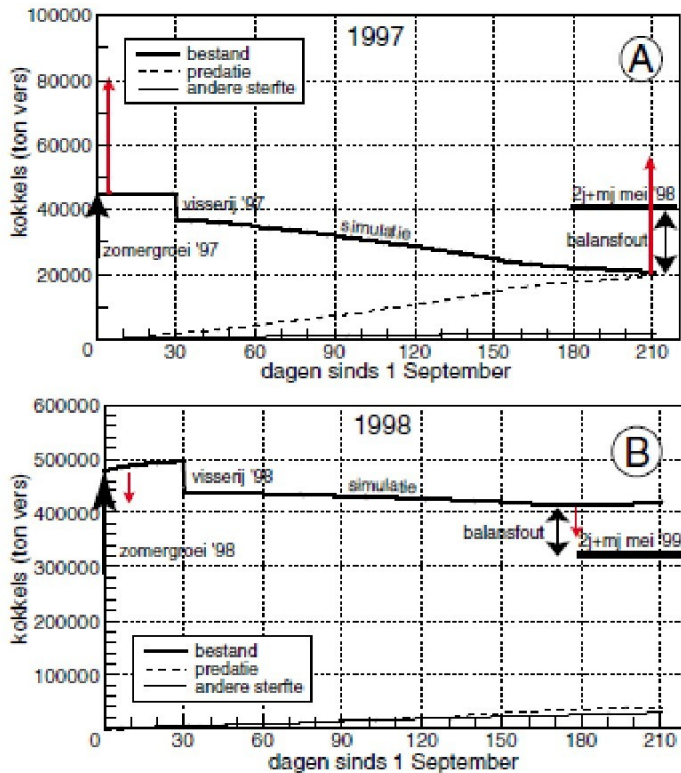 100000
1997
A
bestand
predatie
andere sterfte
80000
60000
kokkels (ton vers)
visserij '97
2j+mj mei '98
40000
simulatie
balansfout
zomergroei '97
20000
0
0 30 60 90 120 150 180 210
dagen sinds 1 September
600000
1998
B
500000
visserij '98
simulatie
400000
balansfout
2j+mj mei '99
zomergroei '98
kokkels (ton vers)
300000
200000
bestand
predatie
andere sterfte
100000
0 30 60 90 120 150 180 210
dagen sinds 1 September